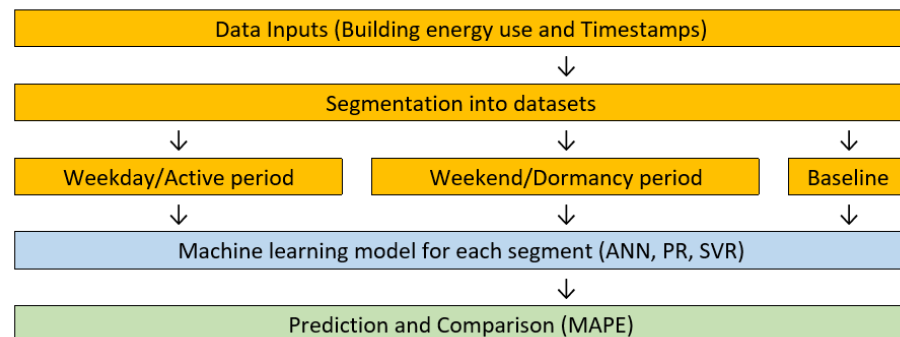 Data Inputs (Building energy use and Timestamps)
Segmentation into datasets
Weekday/Active period
Weekend/Dormancy period
Baseline
Machine learning model for each segment (ANN, PR, SVR)
Prediction and Comparison (MAPE)